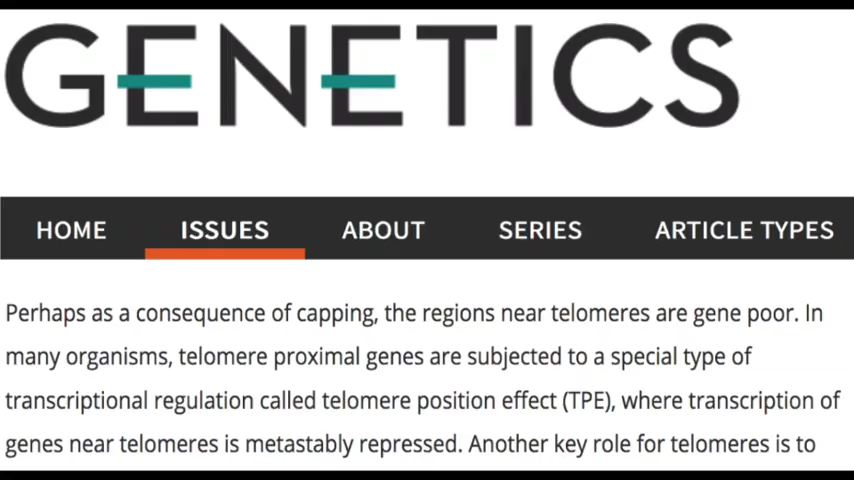 GENETICS
HOME ISSUES ABOUT SERIES ARTICLE TYPES
Perhaps as a consequence of capping, the regions near telomeres are gene poor. In
many organisms, telomere proximal genes are subjected to a special type of
transcriptional regulation called telomere position effect (TPE), where transcription of
genes near telomeres is metastably repressed. Another key role for telomeres is to